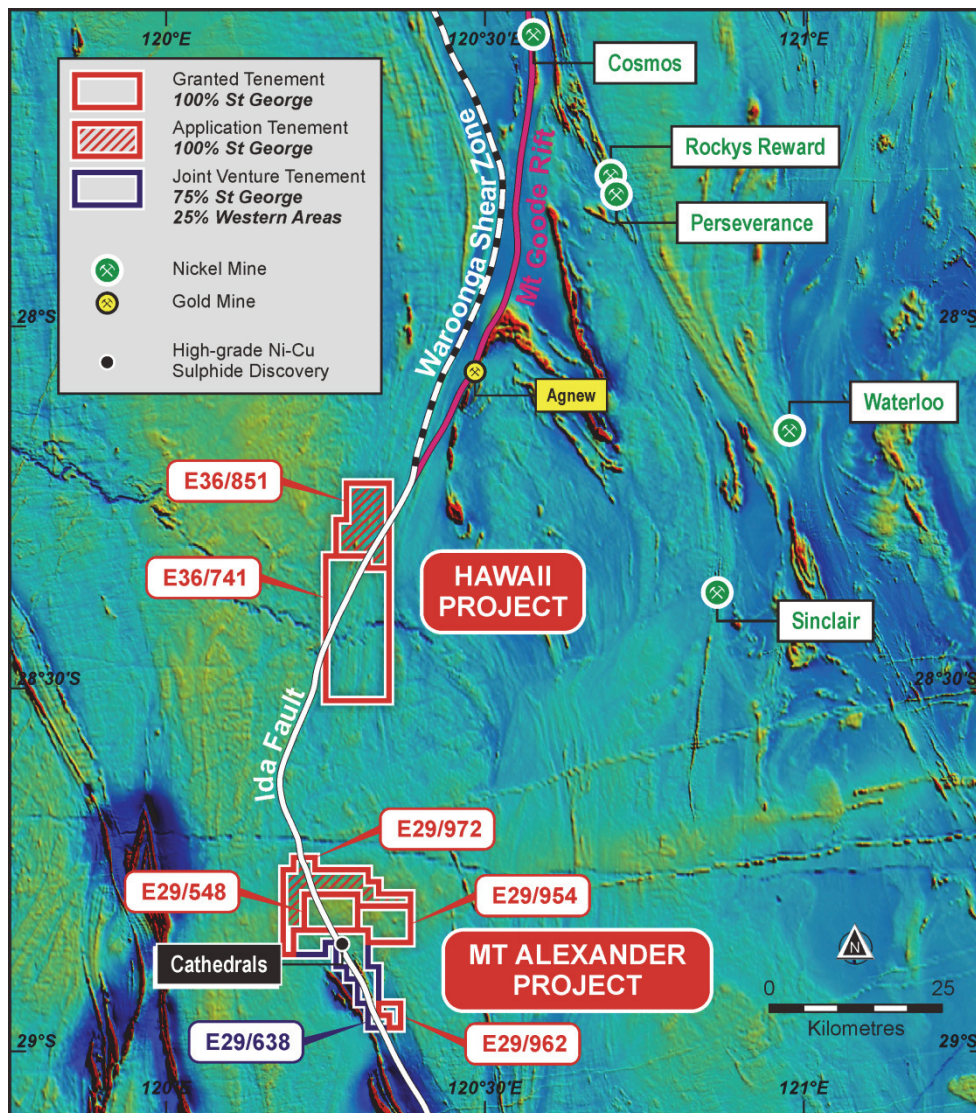 120°E
120°30'E
121°E
Granted Tenement
100% St George
Application Tenement
100% St George
Joint Venture Tenement
75% St George
25% Western Areas
Nickel Mine
Gold Mine
High-grade Ni-Cu
Sulphide Discovery
Cosmos
Rockys Reward
Perseverance
Waroonga Shear Zone
Mt Goode Rift
28°S
28°S
Agnew
Waterloo
E36/851
E36/741
HAWAII
PROJECT
Sinclair
28°30'S
28°30'S
Ida Fault
E29/972
E29/548
E29/954
Cathedrals
MT ALEXANDER
PROJECT
N
0
25
Kilometres
E29/638
E29/962
29°S
29°S
120°E
120°30'E
121°E